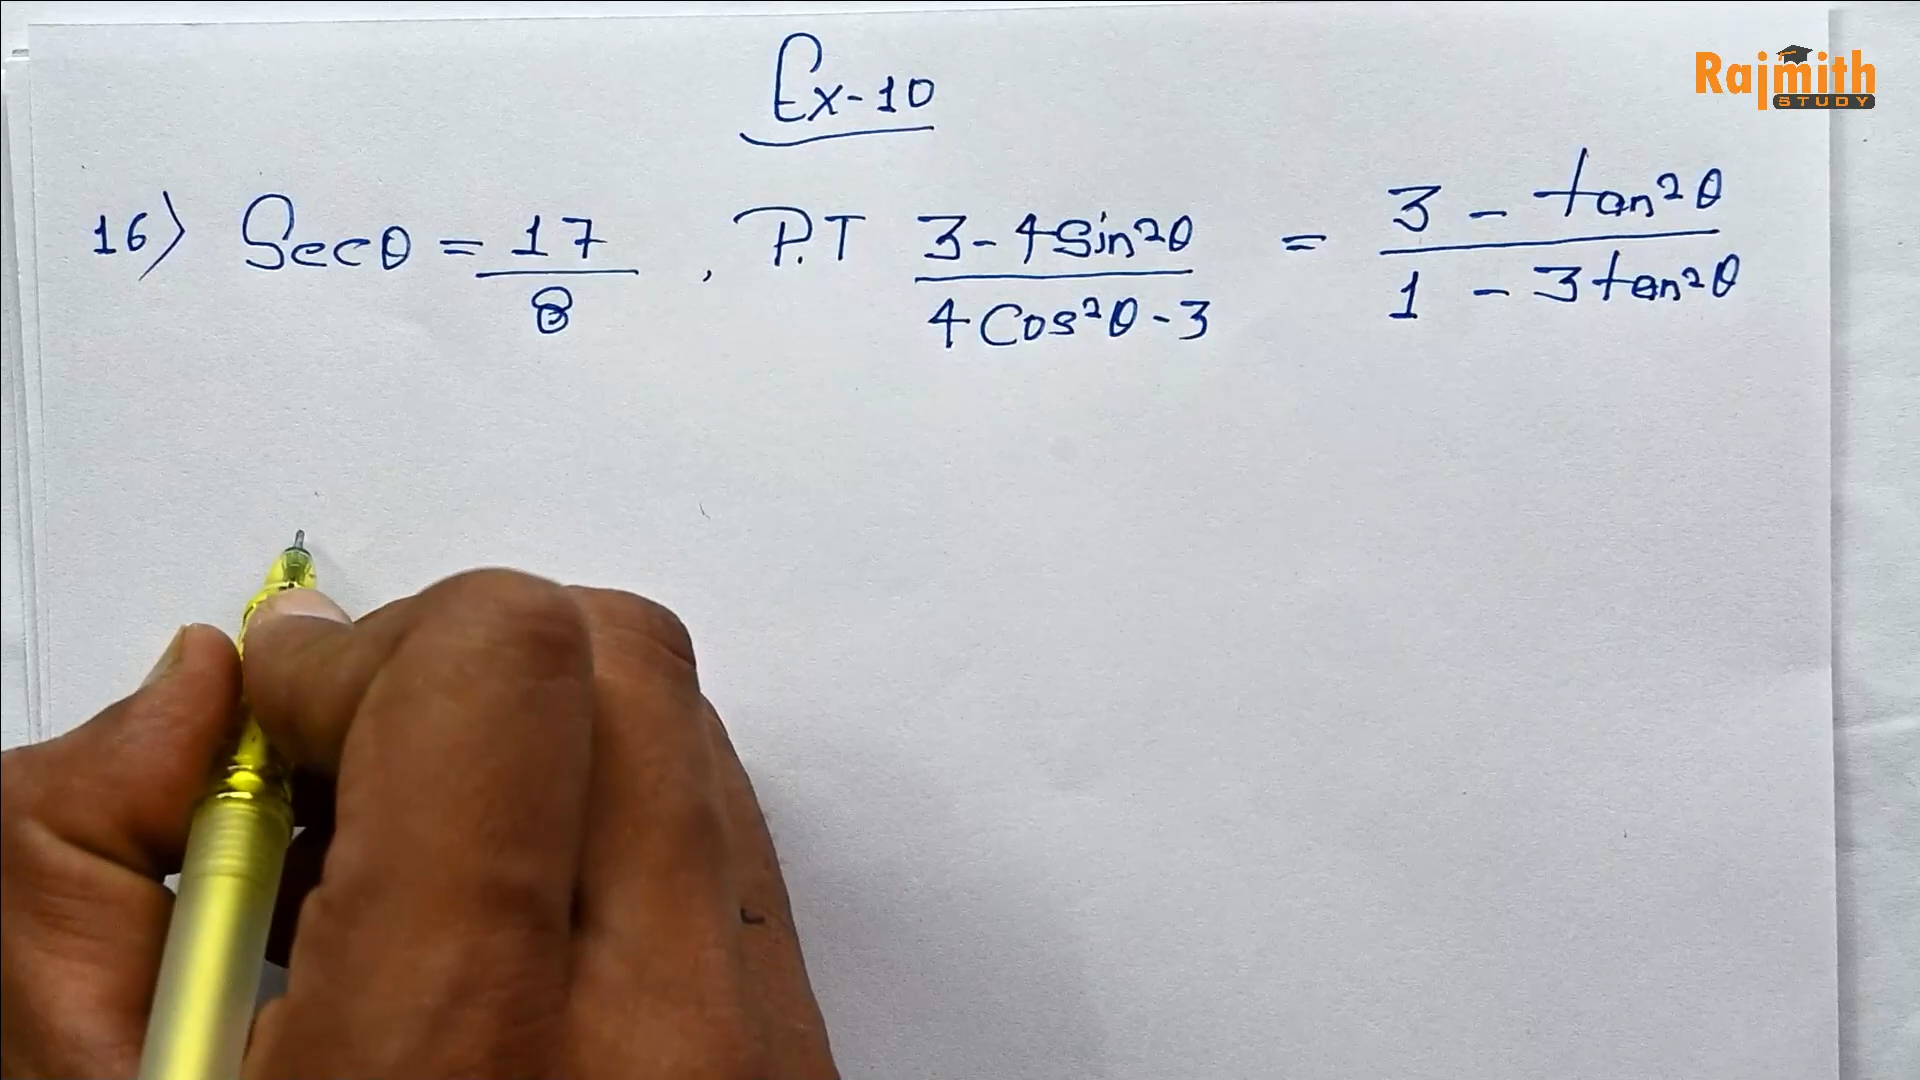 Rajmith
STUDY
Ex-10
16) Secθ = 17/8 , P.T (3-4Sin²θ)/(4Cos²θ-3) = (3 - tan²θ)/(1 - 3tan²θ)